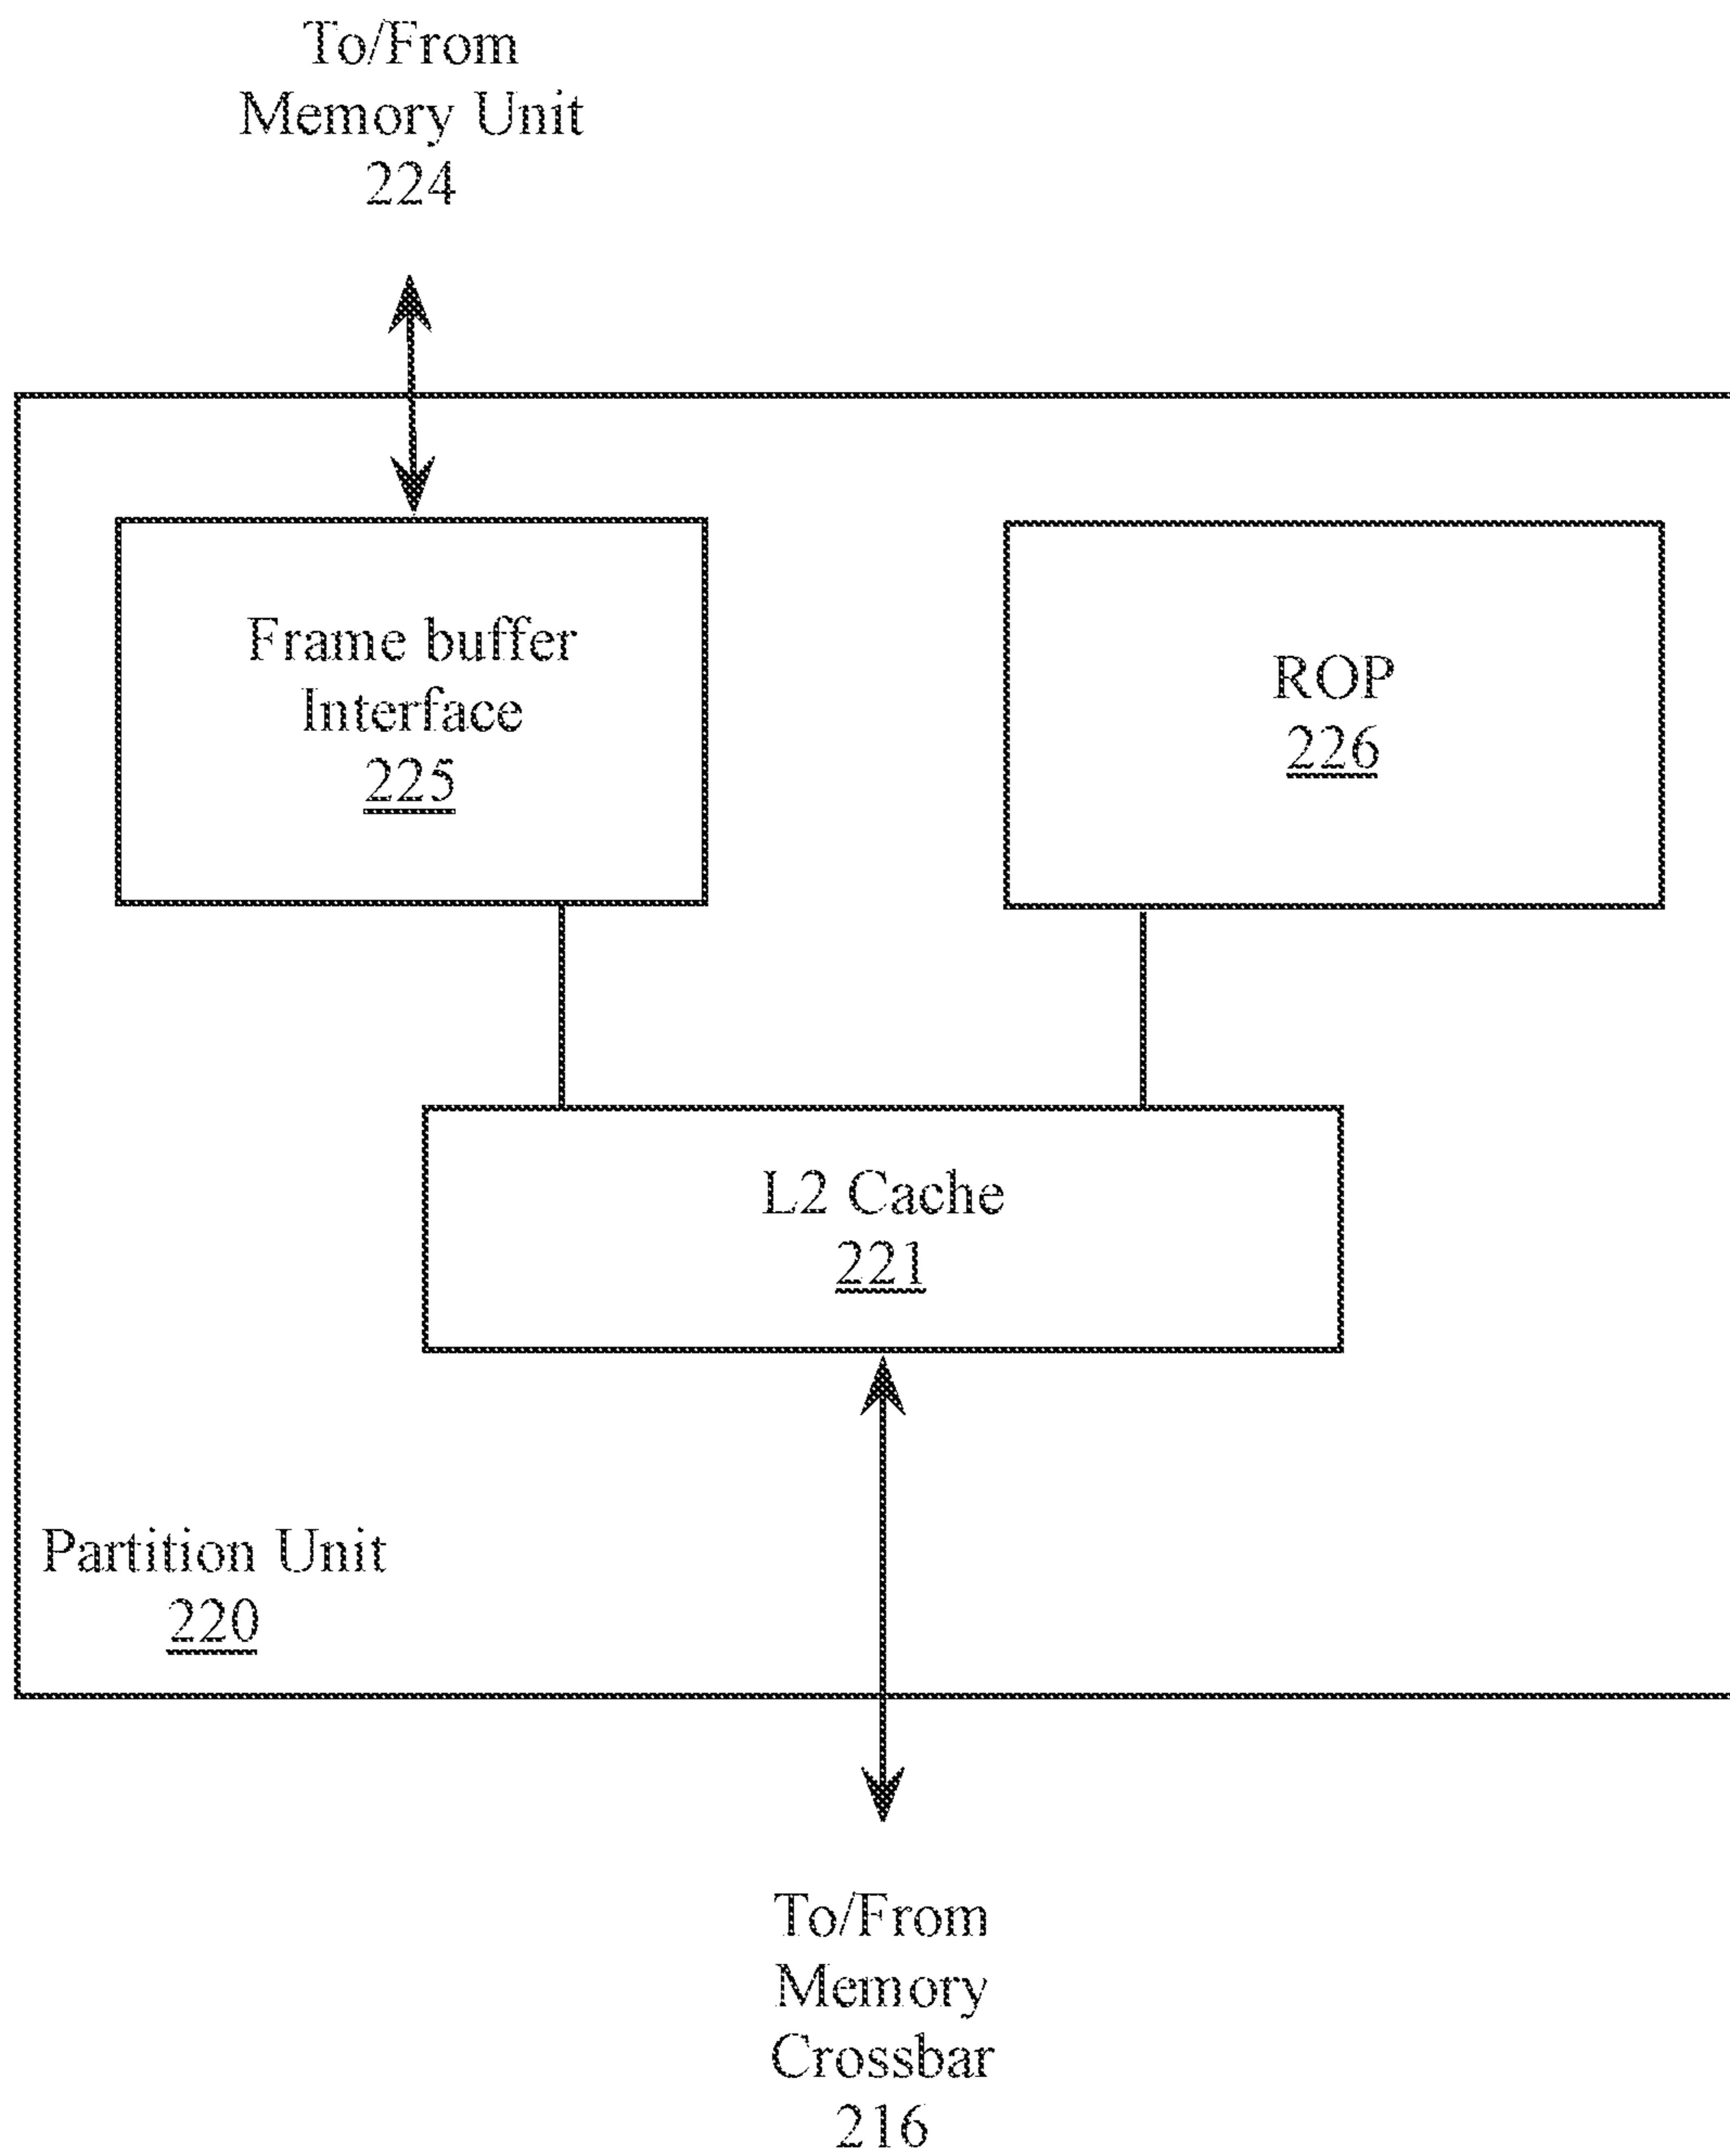 To/From
Memory Unit
224
Frame buffer
Interface
225
ROP
226
L2 Cache
221
Partition Unit
220
To/From
Memory
Crossbar
216